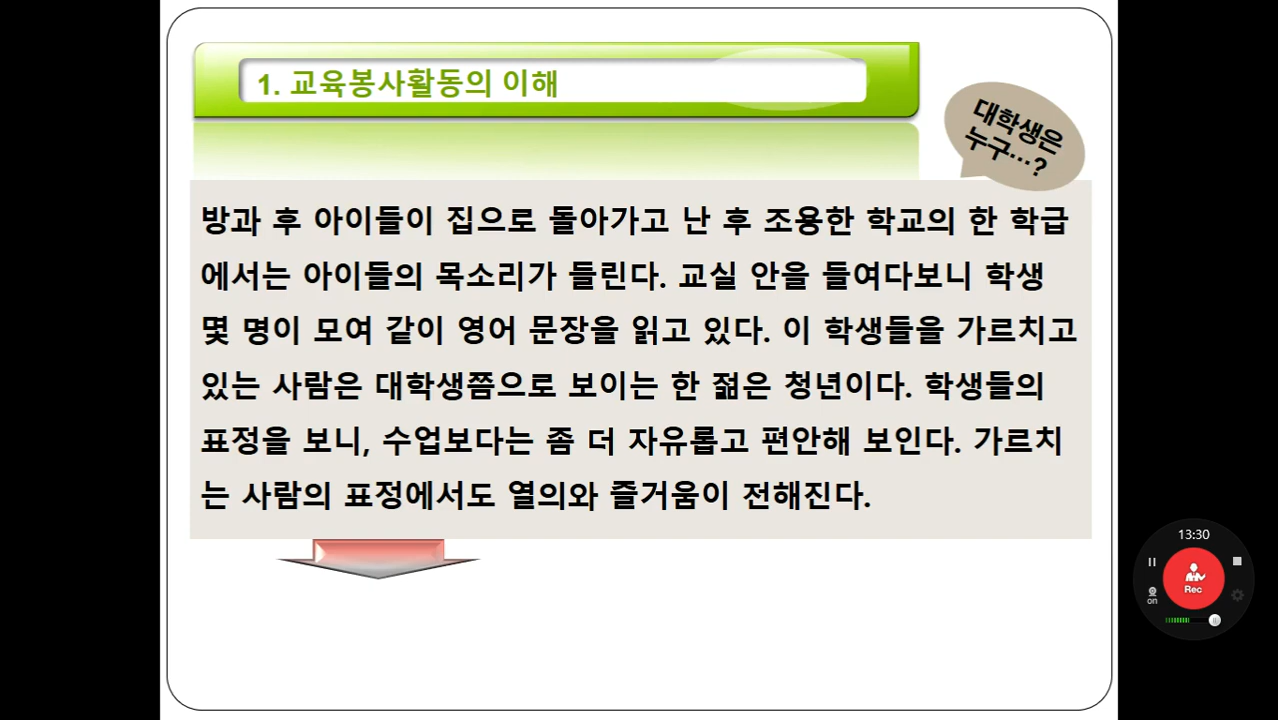 1. 교육봉사활동의 이해
대학생은
누구…?
방과 후 아이들이 집으로 돌아가고 난 후 조용한 학교의 한 학급
에서는 아이들의 목소리가 들린다. 교실 안을 들여다보니 학생
몇 명이 모여 같이 영어 문장을 읽고 있다. 이 학생들을 가르치고
있는 사람은 대학생쯤으로 보이는 한 젊은 청년이다. 학생들의
표정을 보니, 수업보다는 좀 더 자유롭고 편안해 보인다. 가르치
는 사람의 표정에서도 열의와 즐거움이 전해진다.
13:30
Rec
on